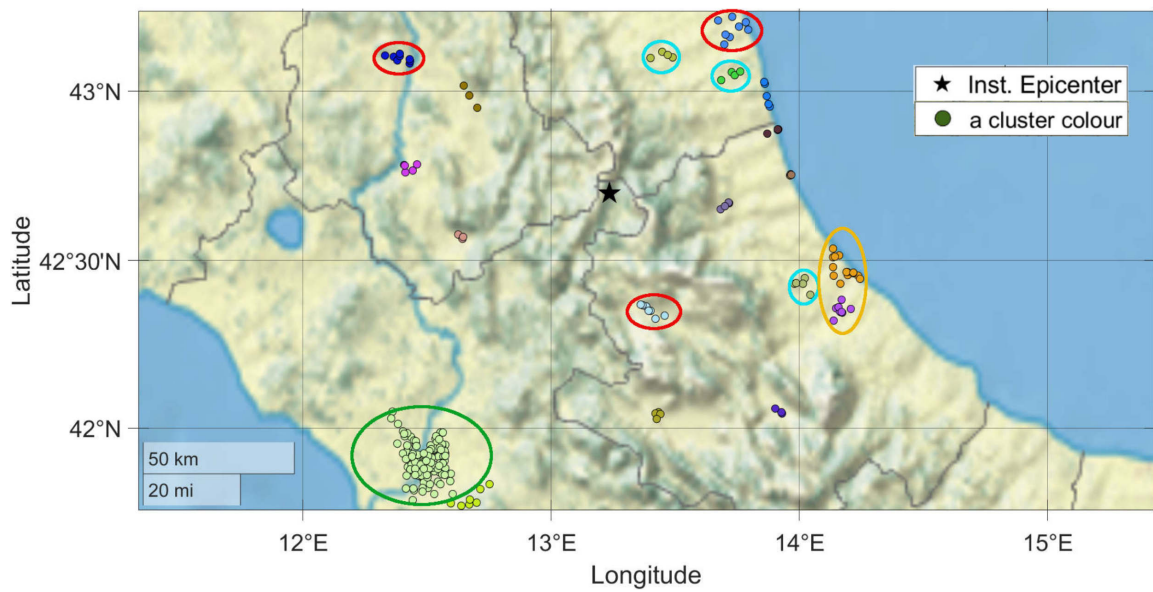 43°N
42°30'N
42°N
Latitude
Inst. Epicenter
a cluster colour
50 km
20 mi
12°E
13°E
14°E
15°E
Longitude